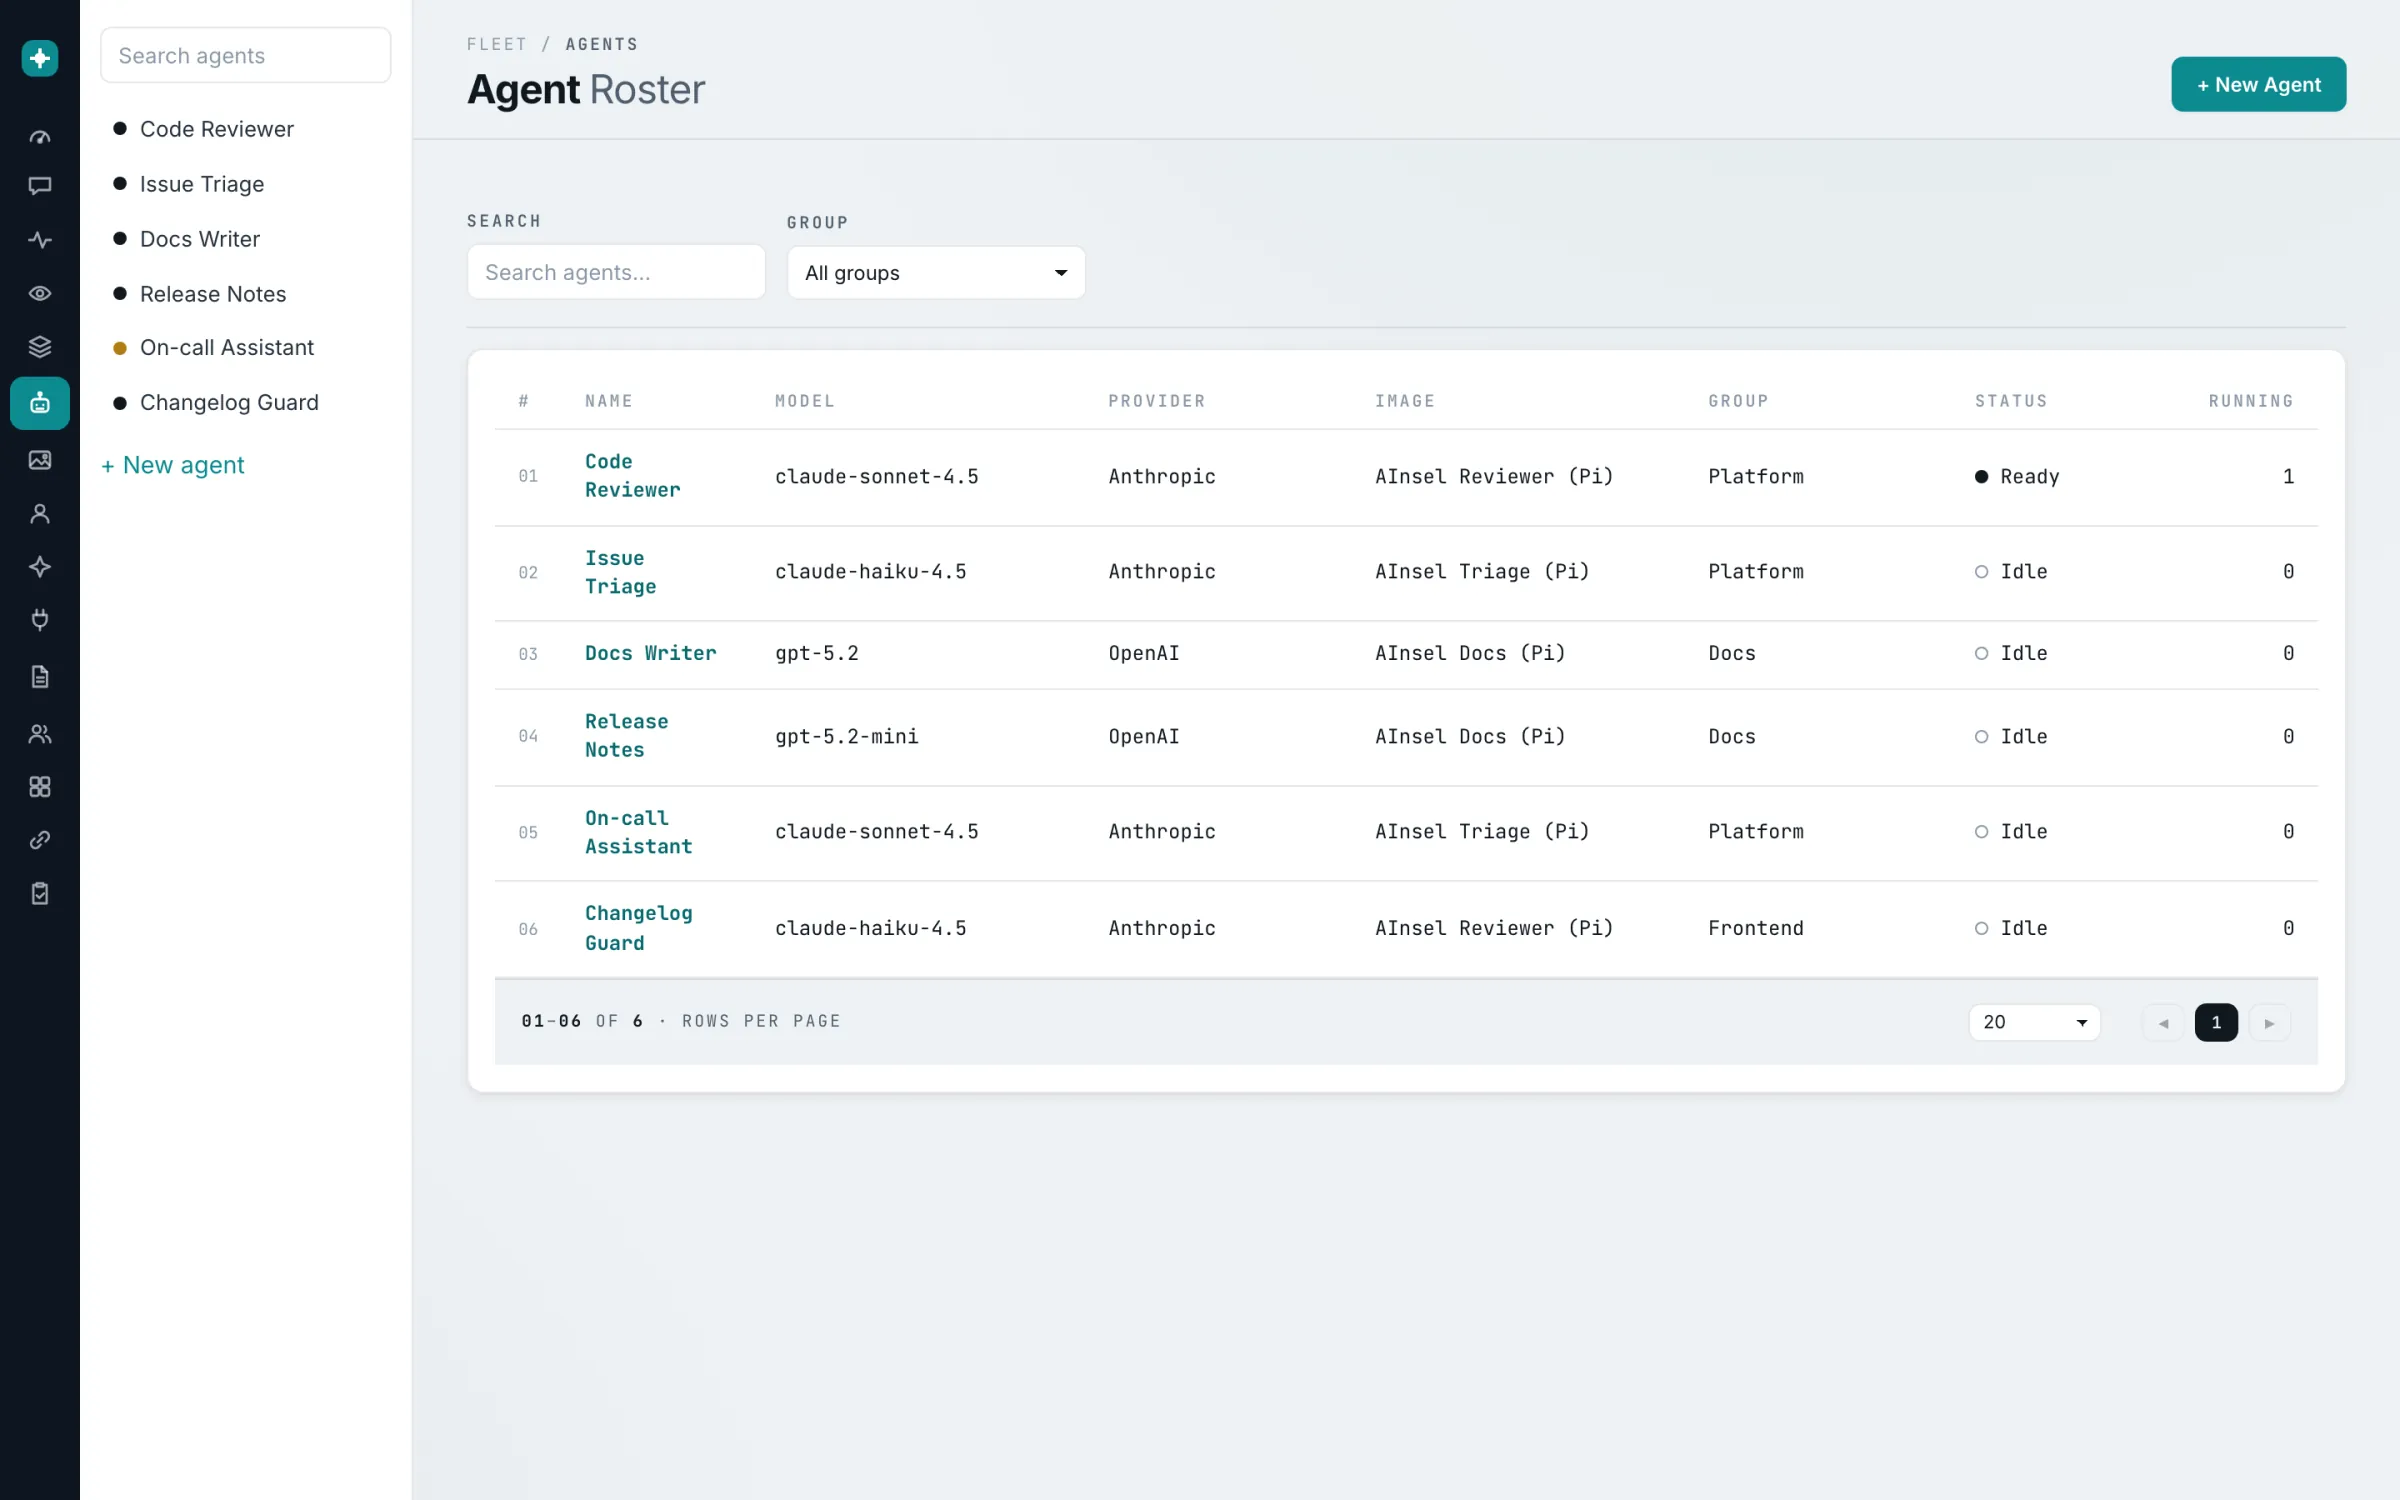 Search agents
Code Reviewer
Issue Triage
Docs Writer
Release Notes
On-call Assistant
Changelog Guard
+ New agent
FLEET / AGENTS
Agent Roster
+ New Agent
SEARCH
Search agents...
GROUP
All groups
# NAME MODEL PROVIDER IMAGE GROUP STATUS RUNNING
01 Code Reviewer claude-sonnet-4.5 Anthropic AInsel Reviewer (Pi) Platform Ready 1
02 Issue Triage claude-haiku-4.5 Anthropic AInsel Triage (Pi) Platform Idle 0
03 Docs Writer gpt-5.2 OpenAI AInsel Docs (Pi) Docs Idle 0
04 Release Notes gpt-5.2-mini OpenAI AInsel Docs (Pi) Docs Idle 0
05 On-call Assistant claude-sonnet-4.5 Anthropic AInsel Triage (Pi) Platform Idle 0
06 Changelog Guard claude-haiku-4.5 Anthropic AInsel Reviewer (Pi) Frontend Idle 0
01–06 OF 6 · ROWS PER PAGE 20 ◀ 1 ▶